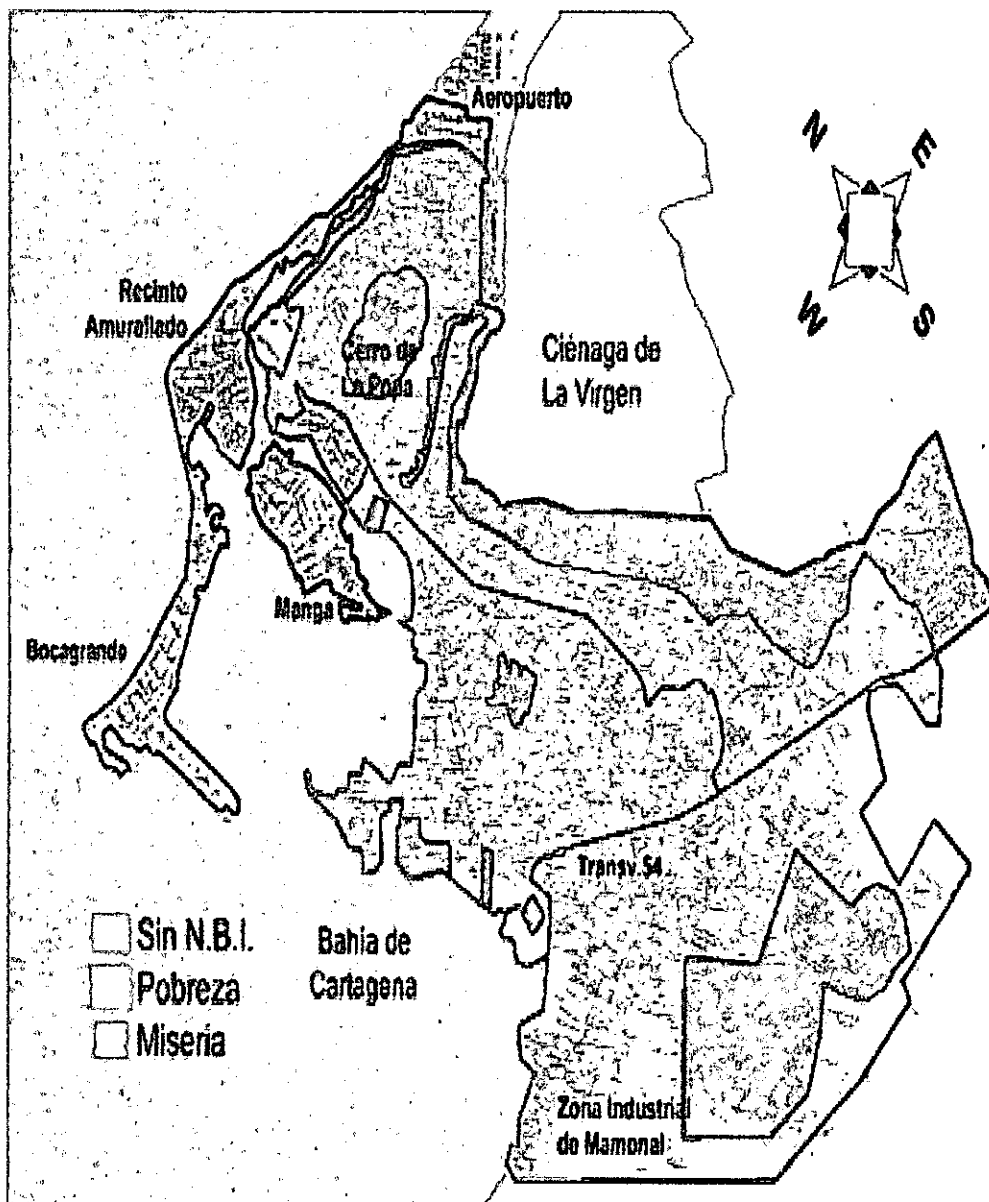 Aeropuerto
N
E
W
S
Recinto
Amurallado
Cerro de
La Popa
Ciénaga de
La Virgen
Manga
Bocagrande
Transv. 54
Sin N.B.I.
Pobreza
Miseria
Bahia de
Cartagena
Zona Industrial
de Mamonal